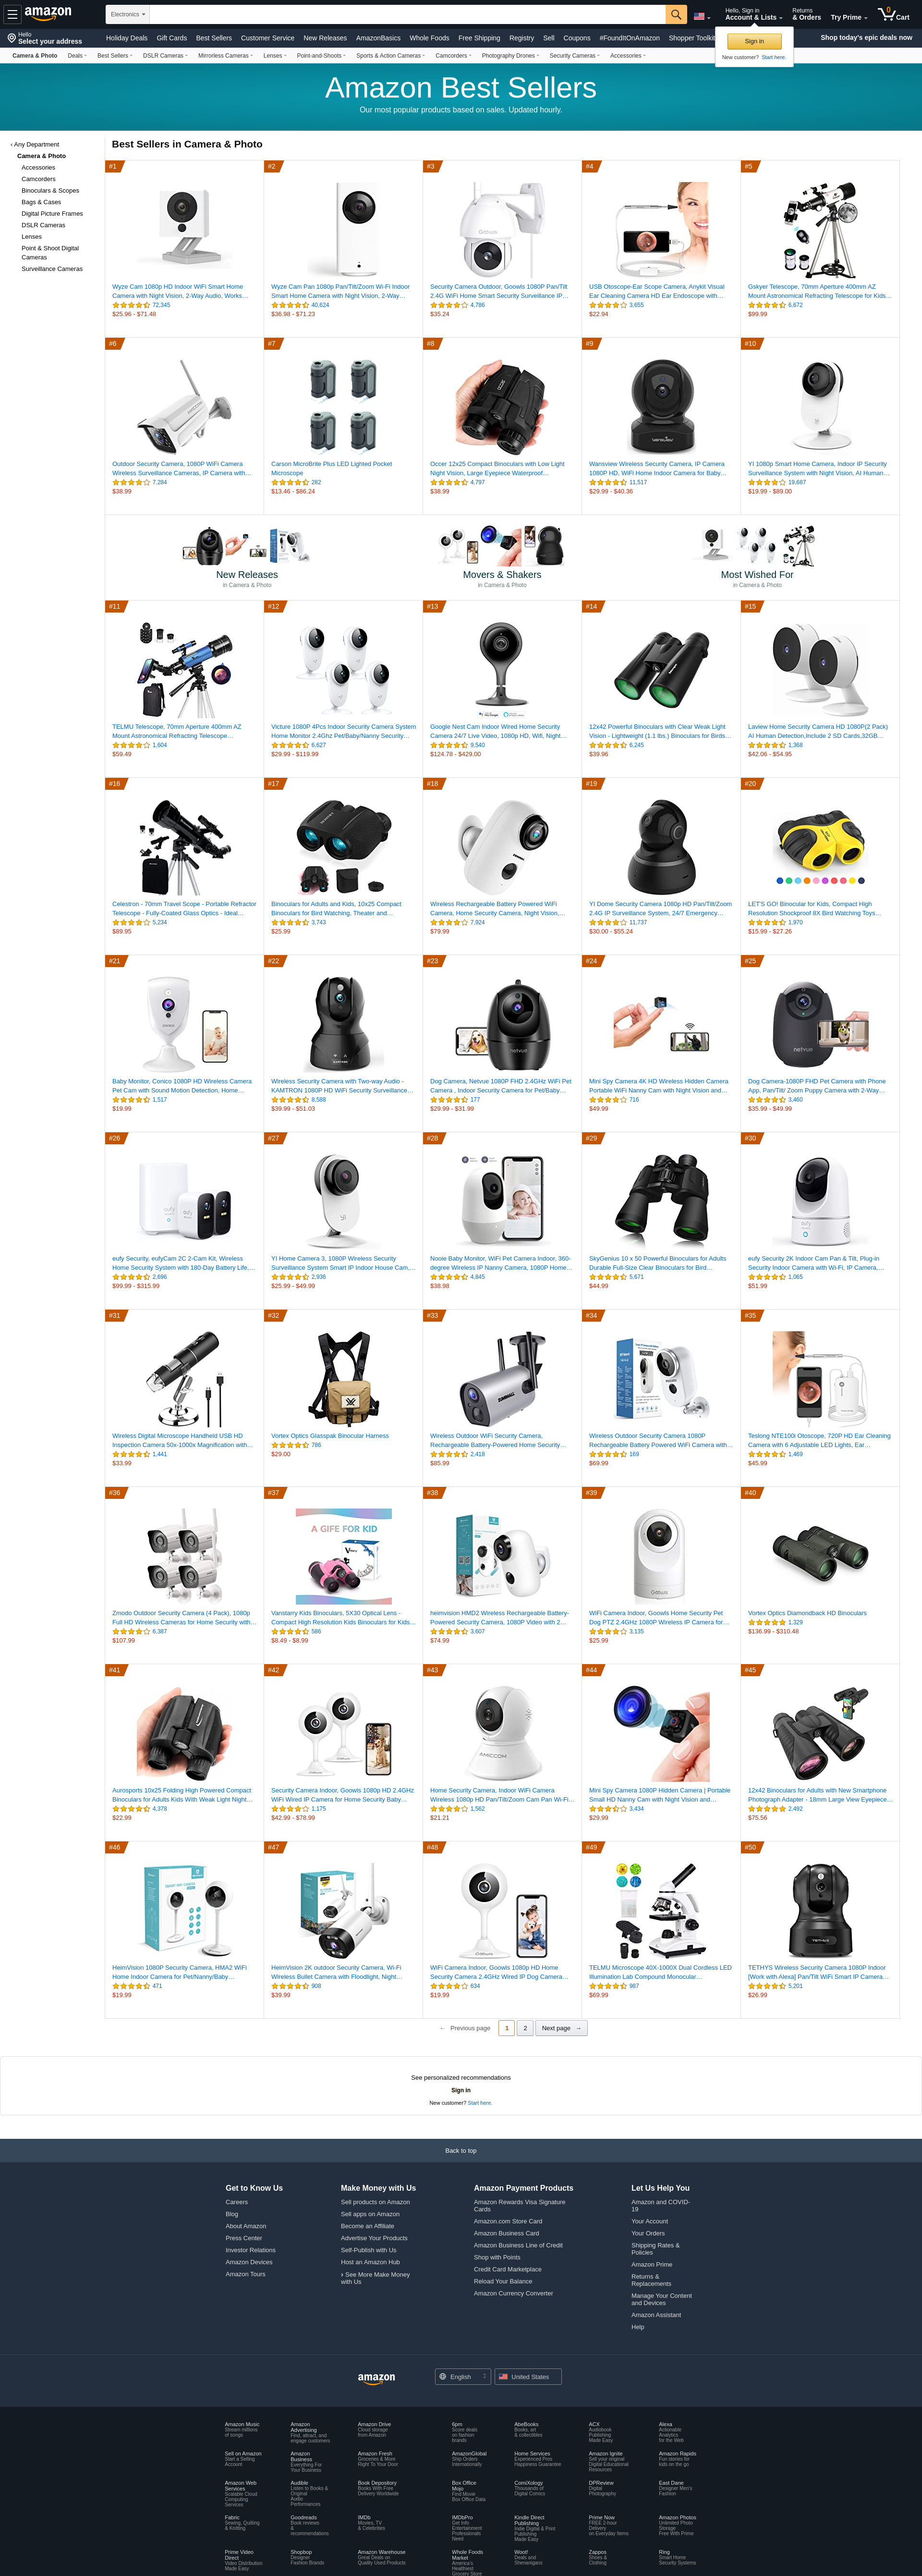 amazon
Electronics
Hello, Sign in
Account & Lists
Returns
& Orders
Try Prime
0
Cart
Hello
Select your address
Holiday Deals
Gift Cards
Best Sellers
Customer Service
New Releases
AmazonBasics
Whole Foods
Free Shipping
Registry
Sell
Coupons
#FoundItOnAmazon
Shopper Toolkit
Shop today's epic deals now
Sign in
New customer? Start here.
Camera & Photo
Deals
Best Sellers
DSLR Cameras
Mirrorless Cameras
Lenses
Point-and-Shoots
Sports & Action Cameras
Camcorders
Photography Drones
Security Cameras
Accessories
Amazon Best Sellers
Our most popular products based on sales. Updated hourly.
‹ Any Department
Camera & Photo
Accessories
Camcorders
Binoculars & Scopes
Bags & Cases
Digital Picture Frames
DSLR Cameras
Lenses
Point & Shoot Digital
Cameras
Surveillance Cameras
Best Sellers in Camera & Photo
#1
Wyze Cam 1080p HD Indoor WiFi Smart Home
Camera with Night Vision, 2-Way Audio, Works…
72,345
$25.96 - $71.48
#2
Wyze Cam Pan 1080p Pan/Tilt/Zoom Wi-Fi Indoor
Smart Home Camera with Night Vision, 2-Way…
40,624
$36.98 - $71.23
#3
Security Camera Outdoor, Goowls 1080P Pan/Tilt
2.4G WiFi Home Smart Security Surveillance IP…
4,786
$35.24
#4
USB Otoscope-Ear Scope Camera, Anykit Visual
Ear Cleaning Camera HD Ear Endoscope with…
3,655
$22.94
#5
Gskyer Telescope, 70mm Aperture 400mm AZ
Mount Astronomical Refracting Telescope for Kids…
6,672
$99.99
#6
Outdoor Security Camera, 1080P WiFi Camera
Wireless Surveillance Cameras, IP Camera with…
7,284
$38.99
#7
Carson MicroBrite Plus LED Lighted Pocket
Microscope
282
$13.46 - $86.24
#8
Occer 12x25 Compact Binoculars with Low Light
Night Vision, Large Eyepiece Waterproof…
4,797
$38.99
#9
Wansview Wireless Security Camera, IP Camera
1080P HD, WiFi Home Indoor Camera for Baby…
11,517
$29.99 - $40.36
#10
YI 1080p Smart Home Camera, Indoor IP Security
Surveillance System with Night Vision, AI Human…
19,687
$19.99 - $89.00
New Releases
in Camera & Photo
Movers & Shakers
in Camera & Photo
Most Wished For
in Camera & Photo
#11
TELMU Telescope, 70mm Aperture 400mm AZ
Mount Astronomical Refracting Telescope…
1,604
$59.49
#12
Victure 1080P 4Pcs Indoor Security Camera System
Home Monitor 2.4Ghz Pet/Baby/Nanny Security…
6,627
$29.99 - $119.99
#13
Google Nest Cam Indoor Wired Home Security
Camera 24/7 Live Video, 1080p HD, Wifi, Night…
9,540
$124.78 - $429.00
#14
12x42 Powerful Binoculars with Clear Weak Light
Vision - Lightweight (1.1 lbs.) Binoculars for Birds…
6,245
$39.96
#15
Laview Home Security Camera HD 1080P(2 Pack)
AI Human Detection,Include 2 SD Cards,32GB…
1,368
$42.06 - $54.95
#16
Celestron - 70mm Travel Scope - Portable Refractor
Telescope - Fully-Coated Glass Optics - Ideal…
5,234
$89.95
#17
Binoculars for Adults and Kids, 10x25 Compact
Binoculars for Bird Watching, Theater and…
3,743
$25.99
#18
Wireless Rechargeable Battery Powered WiFi
Camera, Home Security Camera, Night Vision,…
7,924
$79.99
#19
YI Dome Security Camera 1080p HD Pan/Tilt/Zoom
2.4G IP Surveillance System, 24/7 Emergency…
11,737
$30.00 - $55.24
#20
LET'S GO! Binocular for Kids, Compact High
Resolution Shockproof 8X Bird Watching Toys…
1,970
$15.99 - $27.26
#21
Baby Monitor, Conico 1080P HD Wireless Camera
Pet Cam with Sound Motion Detection, Home…
1,517
$19.99
#22
Wireless Security Camera with Two-way Audio -
KAMTRON 1080P HD WiFi Security Surveillance…
8,588
$39.99 - $51.03
#23
Dog Camera, Netvue 1080P FHD 2.4GHz WiFi Pet
Camera , Indoor Security Camera for Pet/Baby…
177
$29.99 - $31.99
#24
Mini Spy Camera 4K HD Wireless Hidden Camera
Portable WiFi Nanny Cam with Night Vision and…
716
$49.99
#25
Dog Camera-1080P FHD Pet Camera with Phone
App, Pan/Tilt/ Zoom Puppy Camera with 2-Way…
3,460
$35.99 - $49.99
#26
eufy Security, eufyCam 2C 2-Cam Kit, Wireless
Home Security System with 180-Day Battery Life,…
2,696
$99.99 - $315.99
#27
YI Home Camera 3, 1080P Wireless Security
Surveillance System Smart IP Indoor House Cam,…
2,936
$25.99 - $49.99
#28
Nooie Baby Monitor, WiFi Pet Camera Indoor, 360-
degree Wireless IP Nanny Camera, 1080P Home…
4,845
$38.98
#29
SkyGenius 10 x 50 Powerful Binoculars for Adults
Durable Full-Size Clear Binoculars for Bird…
5,671
$44.99
#30
eufy Security 2K Indoor Cam Pan & Tilt, Plug-in
Security Indoor Camera with Wi-Fi, IP Camera,…
1,065
$51.99
#31
Wireless Digital Microscope Handheld USB HD
Inspection Camera 50x-1000x Magnification with…
1,441
$33.99
#32
Vortex Optics Glasspak Binocular Harness
786
$29.00
#33
Wireless Outdoor WiFi Security Camera,
Rechargeable Battery-Powered Home Security…
2,418
$85.99
#34
Wireless Outdoor Security Camera 1080P
Rechargeable Battery Powered WiFi Camera with…
169
$69.99
#35
Teslong NTE100i Otoscope, 720P HD Ear Cleaning
Camera with 6 Adjustable LED Lights, Ear…
1,469
$45.99
#36
Zmodo Outdoor Security Camera (4 Pack), 1080p
Full HD Wireless Cameras for Home Security with…
6,387
$107.99
#37
A GIFE FOR KID
Vanstarry Kids Binoculars, 5X30 Optical Lens -
Compact High Resolution Kids Binoculars for Kids…
586
$8.49 - $8.99
#38
heimvision HMD2 Wireless Rechargeable Battery-
Powered Security Camera, 1080P Video with 2…
3,607
$74.99
#39
WiFi Camera Indoor, Goowls Home Security Pet
Dog PTZ 2.4GHz 1080P Wireless IP Camera for…
3,135
$25.99
#40
Vortex Optics Diamondback HD Binoculars
1,329
$136.99 - $310.48
#41
Aurosports 10x25 Folding High Powered Compact
Binoculars for Adults Kids With Weak Light Night…
4,378
$22.99
#42
Security Camera Indoor, Goowls 1080p HD 2.4GHz
WiFi Wired IP Camera for Home Security Baby…
1,175
$42.99 - $78.99
#43
Home Security Camera, Indoor WiFi Camera
Wireless 1080p HD Pan/Tilt/Zoom Cam Pan Wi-Fi…
1,562
$21.21
#44
Mini Spy Camera 1080P Hidden Camera | Portable
Small HD Nanny Cam with Night Vision and…
3,434
$29.99
#45
12x42 Binoculars for Adults with New Smartphone
Photograph Adapter - 18mm Large View Eyepiece…
2,492
$75.56
#46
HeimVision 1080P Security Camera, HMA2 WiFi
Home Indoor Camera for Pet/Nanny/Baby…
471
$19.99
#47
HeimVision 2K outdoor Security Camera, Wi-Fi
Wireless Bullet Camera with Floodlight, Night…
908
$39.99
#48
WiFi Camera Indoor, Goowls 1080p HD Home
Security Camera 2.4GHz Wired IP Dog Camera…
634
$19.99
#49
TELMU Microscope 40X-1000X Dual Cordless LED
Illumination Lab Compound Monocular…
987
$69.99
#50
TETHYS Wireless Security Camera 1080P Indoor
[Work with Alexa] Pan/Tilt WiFi Smart IP Camera…
5,201
$26.99
← Previous page
1
2
Next page →
See personalized recommendations
Sign in
New customer? Start here.
Back to top
Get to Know Us
Careers
Blog
About Amazon
Press Center
Investor Relations
Amazon Devices
Amazon Tours
Make Money with Us
Sell products on Amazon
Sell apps on Amazon
Become an Affiliate
Advertise Your Products
Self-Publish with Us
Host an Amazon Hub
› See More Make Money
with Us
Amazon Payment Products
Amazon Rewards Visa Signature
Cards
Amazon.com Store Card
Amazon Business Card
Amazon Business Line of Credit
Shop with Points
Credit Card Marketplace
Reload Your Balance
Amazon Currency Converter
Let Us Help You
Amazon and COVID-
19
Your Account
Your Orders
Shipping Rates &
Policies
Amazon Prime
Returns &
Replacements
Manage Your Content
and Devices
Amazon Assistant
Help
amazon
English
United States
Amazon Music
Stream millions
of songs
Amazon
Advertising
Find, attract, and
engage customers
Amazon Drive
Cloud storage
from Amazon
6pm
Score deals
on fashion
brands
AbeBooks
Books, art
& collectibles
ACX
Audiobook
Publishing
Made Easy
Alexa
Actionable
Analytics
for the Web
Sell on Amazon
Start a Selling
Account
Amazon
Business
Everything For
Your Business
Amazon Fresh
Groceries & More
Right To Your Door
AmazonGlobal
Ship Orders
Internationally
Home Services
Experienced Pros
Happiness Guarantee
Amazon Ignite
Sell your original
Digital Educational
Resources
Amazon Rapids
Fun stories for
kids on the go
Amazon Web
Services
Scalable Cloud
Computing
Services
Audible
Listen to Books &
Original
Audio
Performances
Book Depository
Books With Free
Delivery Worldwide
Box Office
Mojo
Find Movie
Box Office Data
ComiXology
Thousands of
Digital Comics
DPReview
Digital
Photography
East Dane
Designer Men's
Fashion
Fabric
Sewing, Quilting
& Knitting
Goodreads
Book reviews
&
recommendations
IMDb
Movies, TV
& Celebrities
IMDbPro
Get Info
Entertainment
Professionals
Need
Kindle Direct
Publishing
Indie Digital & Print
Publishing
Made Easy
Prime Now
FREE 2-hour
Delivery
on Everyday Items
Amazon Photos
Unlimited Photo
Storage
Free With Prime
Prime Video
Direct
Video Distribution
Made Easy
Shopbop
Designer
Fashion Brands
Amazon Warehouse
Great Deals on
Quality Used Products
Whole Foods
Market
America's
Healthiest
Grocery Store
Woot!
Deals and
Shenanigans
Zappos
Shoes &
Clothing
Ring
Smart Home
Security Systems